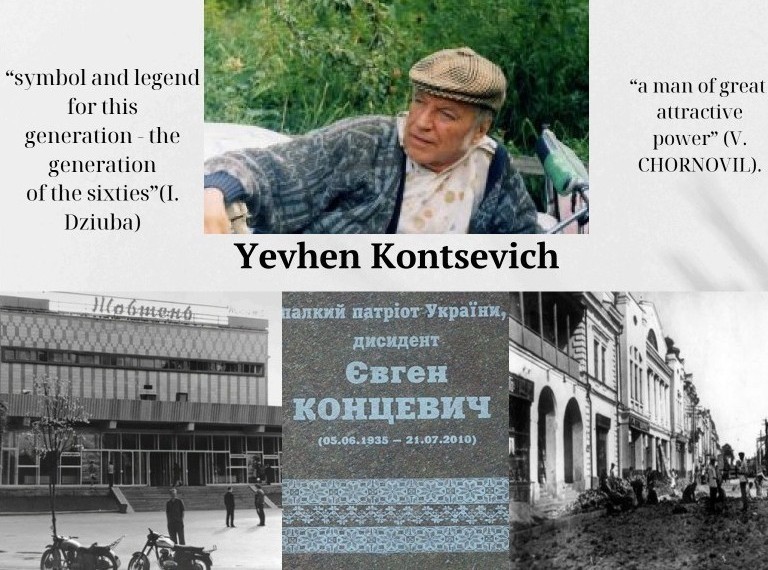 “symbol and legend
for this
generation - the
generation
of the sixties”(I.
Dziuba)
“a man of great
attractive
power” (V.
CHORNOVIL).
Yevhen Kontsevich
Жовтень
палкий патріот України,
дисидент
Євген
КОНЦЕВИЧ
(05.06.1935 – 21.07.2010)